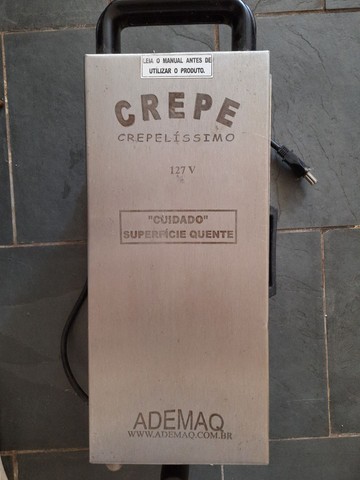 LEIA O MANUAL ANTES DE
UTILIZAR O PRODUTO.
CREPE
CREPELÍSSIMO
127 V
"CUIDADO"
SUPERFÍCIE QUENTE
ADEMAQ
WWW.ADEMAQ.COM.BR